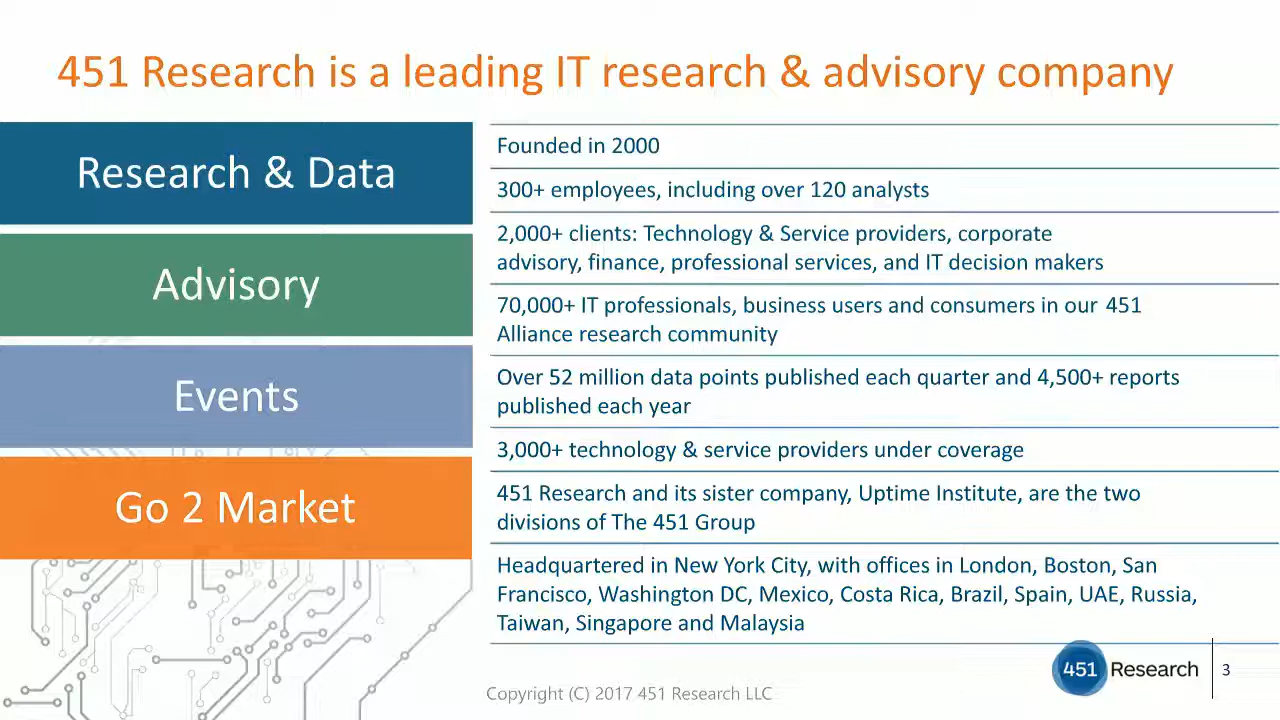 451 Research is a leading IT research & advisory company
Research & Data
Advisory
Events
Go 2 Market
Founded in 2000
300+ employees, including over 120 analysts
2,000+ clients: Technology & Service providers, corporate
advisory, finance, professional services, and IT decision makers
70,000+ IT professionals, business users and consumers in our 451
Alliance research community
Over 52 million data points published each quarter and 4,500+ reports
published each year
3,000+ technology & service providers under coverage
451 Research and its sister company, Uptime Institute, are the two
divisions of The 451 Group
Headquartered in New York City, with offices in London, Boston, San
Francisco, Washington DC, Mexico, Costa Rica, Brazil, Spain, UAE, Russia,
Taiwan, Singapore and Malaysia
451 Research
3
Copyright (C) 2017 451 Research LLC